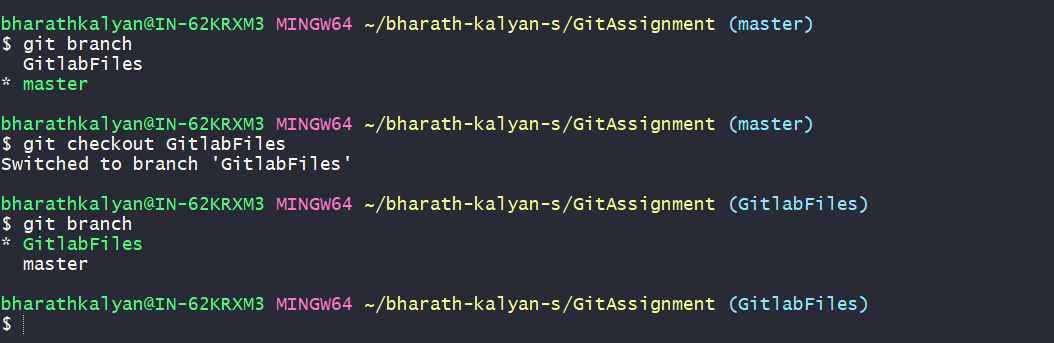 bharathkalyan@IN-62KRXM3 MINGW64 ~/bharath-kalyan-s/GitAssignment (master)
$ git branch
  GitlabFiles
* master
bharathkalyan@IN-62KRXM3 MINGW64 ~/bharath-kalyan-s/GitAssignment (master)
$ git checkout GitlabFiles
Switched to branch 'GitlabFiles'
bharathkalyan@IN-62KRXM3 MINGW64 ~/bharath-kalyan-s/GitAssignment (GitlabFiles)
$ git branch
* GitlabFiles
  master
bharathkalyan@IN-62KRXM3 MINGW64 ~/bharath-kalyan-s/GitAssignment (GitlabFiles)
$